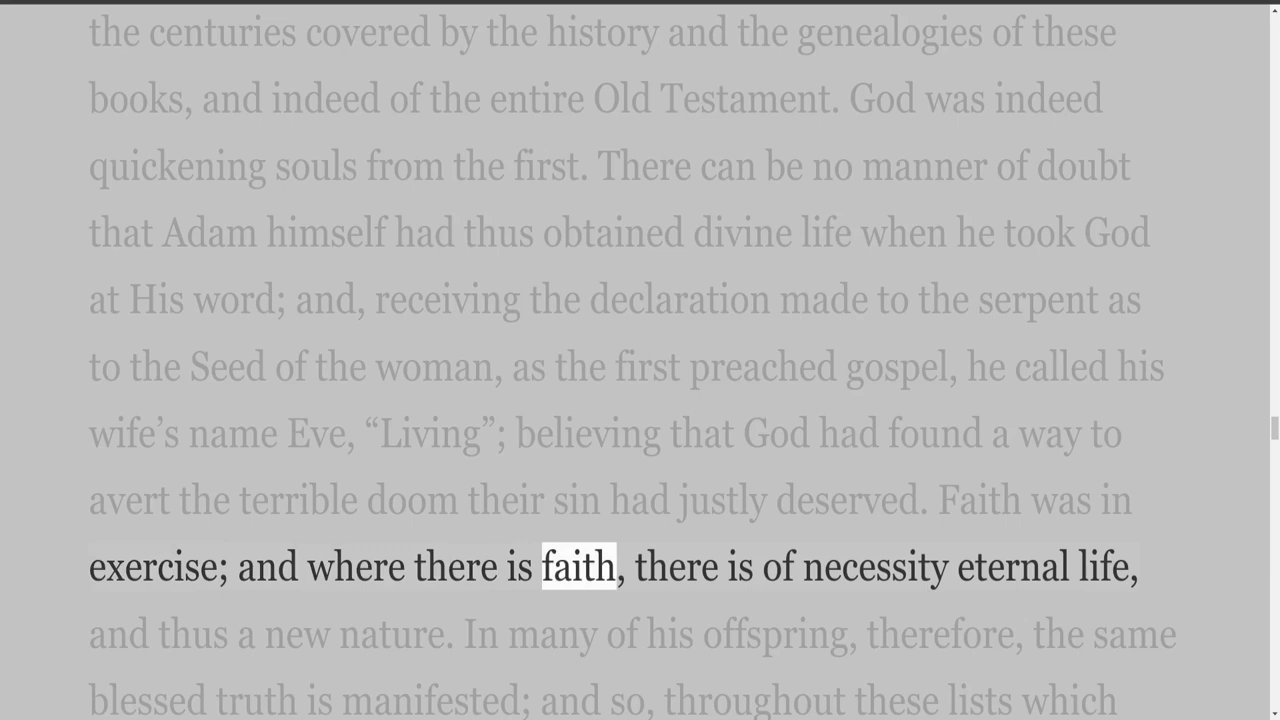 the centuries covered by the history and the genealogies of these
books, and indeed of the entire Old Testament. God was indeed
quickening souls from the first. There can be no manner of doubt
that Adam himself had thus obtained divine life when he took God
at His word; and, receiving the declaration made to the serpent as
to the Seed of the woman, as the first preached gospel, he called his
wife’s name Eve, “Living”; believing that God had found a way to
avert the terrible doom their sin had justly deserved. Faith was in
exercise; and where there is faith, there is of necessity eternal life,
and thus a new nature. In many of his offspring, therefore, the same
blessed truth is manifested; and so, throughout these lists which